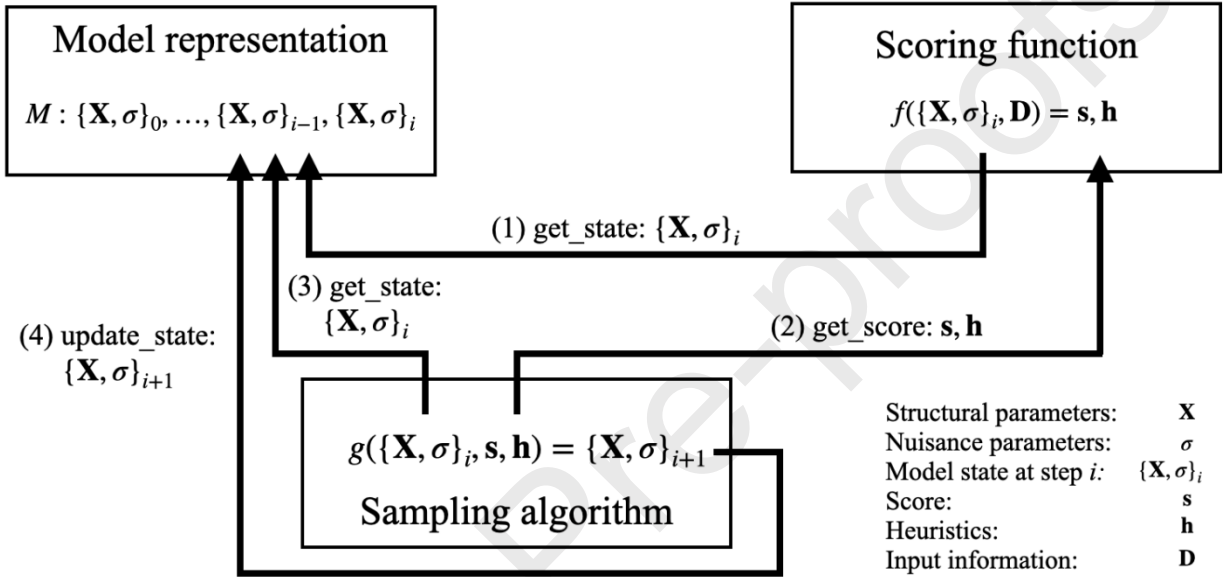 Model representation
M : {X, σ}₀, …, {X, σ}ᵢ₋₁, {X, σ}ᵢ
Scoring function
f({X, σ}ᵢ, D) = s, h
(1) get_state: {X, σ}ᵢ
(3) get_state:
{X, σ}ᵢ
(2) get_score: s, h
(4) update_state:
{X, σ}ᵢ₊₁
g({X, σ}ᵢ, s, h) = {X, σ}ᵢ₊₁
Sampling algorithm
Structural parameters: X
Nuisance parameters: σ
Model state at step i: {X, σ}ᵢ
Score: s
Heuristics: h
Input information: D
Pre-proofs